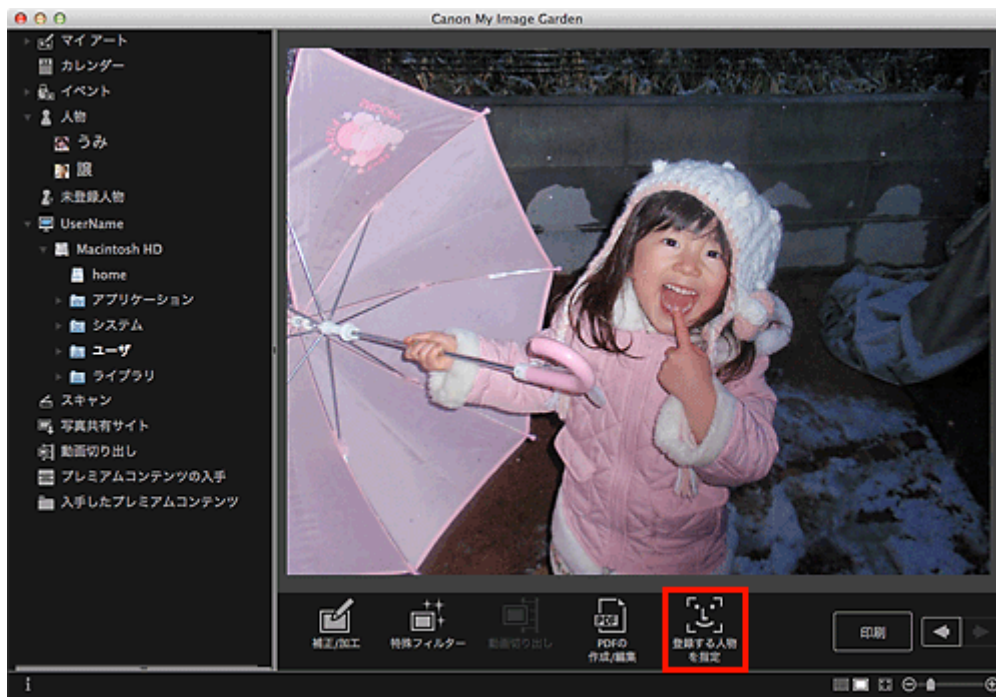 Canon My Image Garden
マイ アート
カレンダー
イベント
人物
うみ
譲
未登録人物
UserName
Macintosh HD
home
アプリケーション
システム
ユーザ
ライブラリ
スキャン
写真共有サイト
動画切り出し
プレミアムコンテンツの入手
入手したプレミアムコンテンツ
補正/加工
特殊フィルター
動画切り出し
PDF
PDFの
作成/編集
登録する人物
を指定
印刷